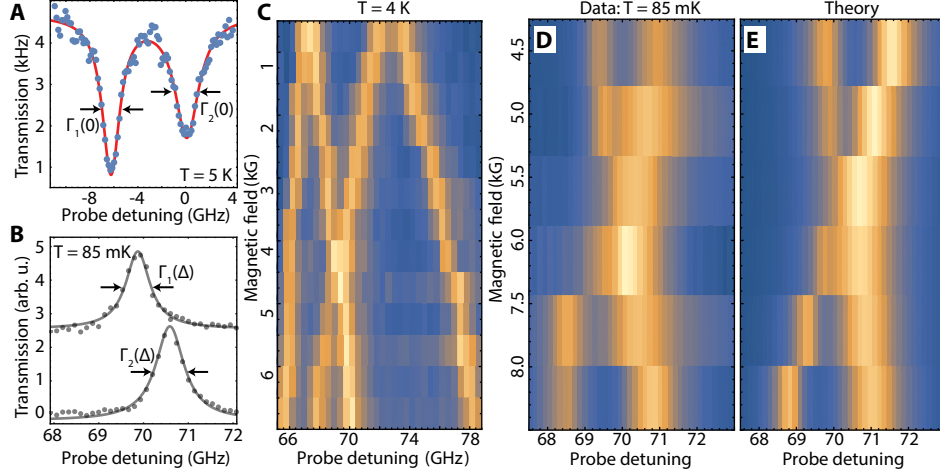 A
Transmission (kHz)
4
3
2
1
Γ1(0)
Γ2(0)
T = 5 K
-8
-4
0
4
Probe detuning (GHz)
B
Transmission (arb. u.)
5
4
3
2
1
0
T = 85 mK
Γ1(Δ)
Γ2(Δ)
68
69
70
71
72
Probe detuning (GHz)
C
T = 4 K
Magnetic field (kG)
1
2
3
4
5
6
66
70
74
78
Probe detuning (GHz)
Data: T = 85 mK
D
Magnetic field (kG)
4.5
5.0
5.5
6.0
7.5
8.0
68
69
70
71
72
Probe detuning
Theory
E
68
69
70
71
72
Probe detuning (GHz)